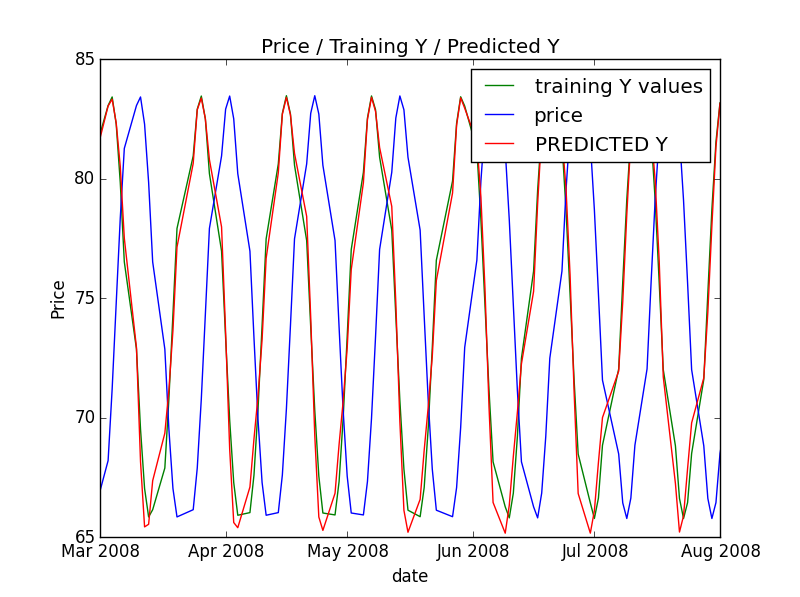 Price / Training Y / Predicted Y
85
training Y values
price
PREDICTED Y
80
75
Price
70
65
Mar 2008 Apr 2008 May 2008 Jun 2008 Jul 2008 Aug 2008
date